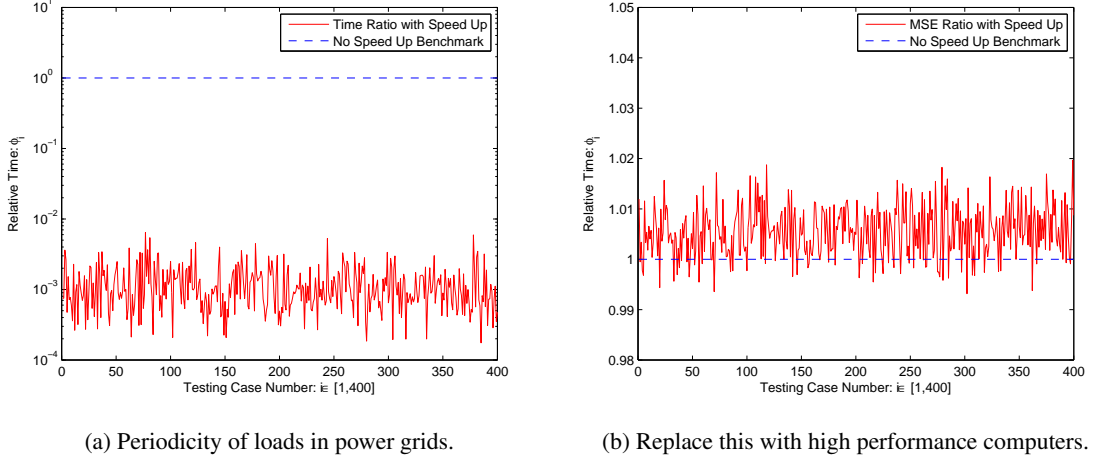 10^1
10^0
10^-1
10^-2
10^-3
10^-4
Relative Time: ϕ_i
Time Ratio with Speed Up
No Speed Up Benchmark
0 50 100 150 200 250 300 350 400
Testing Case Number: i∈ [1,400]
(a) Periodicity of loads in power grids.
1.05
1.04
1.03
1.02
1.01
1
0.99
0.98
Relative Time: ϕ_i
MSE Ratio with Speed Up
No Speed Up Benchmark
0 50 100 150 200 250 300 350 400
Testing Case Number: i∈ [1,400]
(b) Replace this with high performance computers.